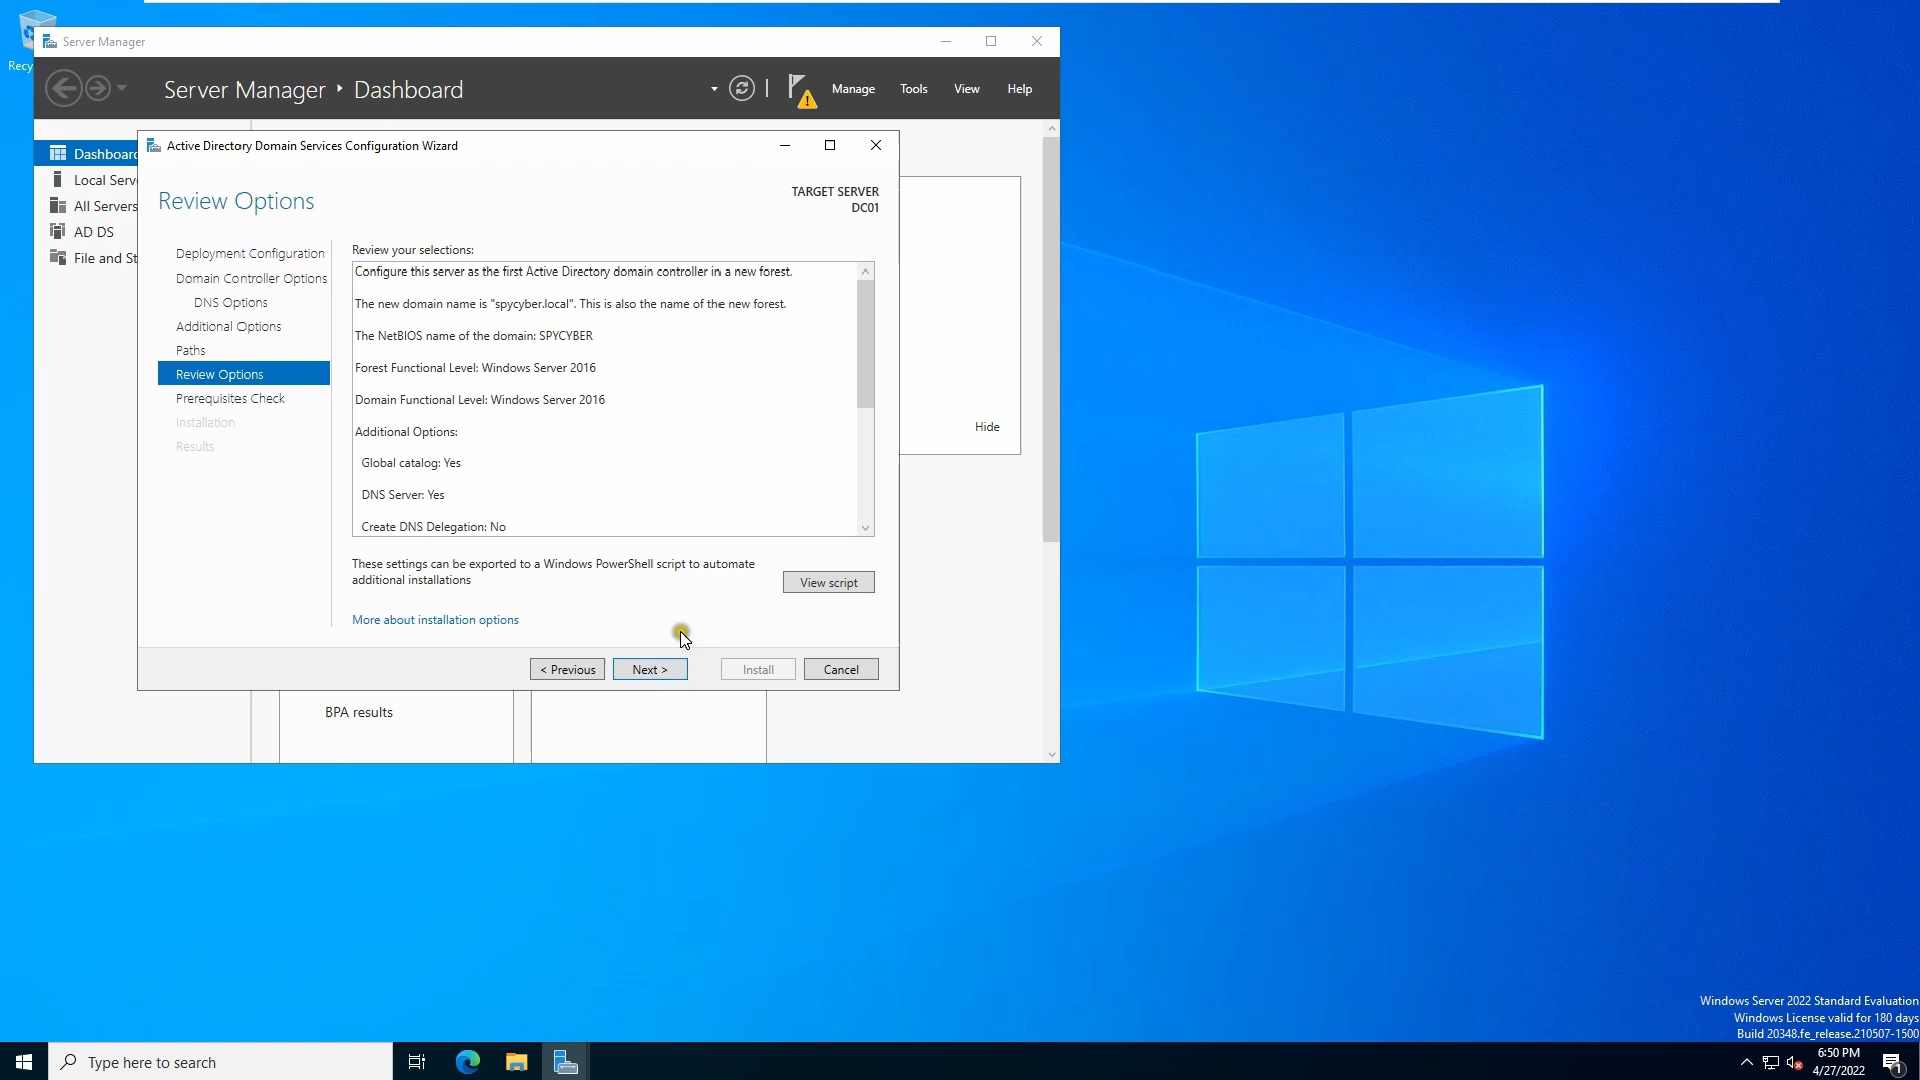 Recy
Server Manager
Server Manager ‣ Dashboard
Manage
Tools
View
Help
Dashboard
Local Serv
All Servers
AD DS
File and St
Active Directory Domain Services Configuration Wizard
Review Options
TARGET SERVER
DC01
Deployment Configuration
Domain Controller Options
DNS Options
Additional Options
Paths
Review Options
Prerequisites Check
Installation
Results
Review your selections:
Configure this server as the first Active Directory domain controller in a new forest.
The new domain name is "spycyber.local". This is also the name of the new forest.
The NetBIOS name of the domain: SPYCYBER
Forest Functional Level: Windows Server 2016
Domain Functional Level: Windows Server 2016
Additional Options:
Global catalog: Yes
DNS Server: Yes
Create DNS Delegation: No
These settings can be exported to a Windows PowerShell script to automate
additional installations
View script
More about installation options
< Previous
Next >
Install
Cancel
Hide
BPA results
Windows Server 2022 Standard Evaluation
Windows License valid for 180 days
Build 20348.fe_release.210507-1500
Type here to search
6:50 PM
4/27/2022
1